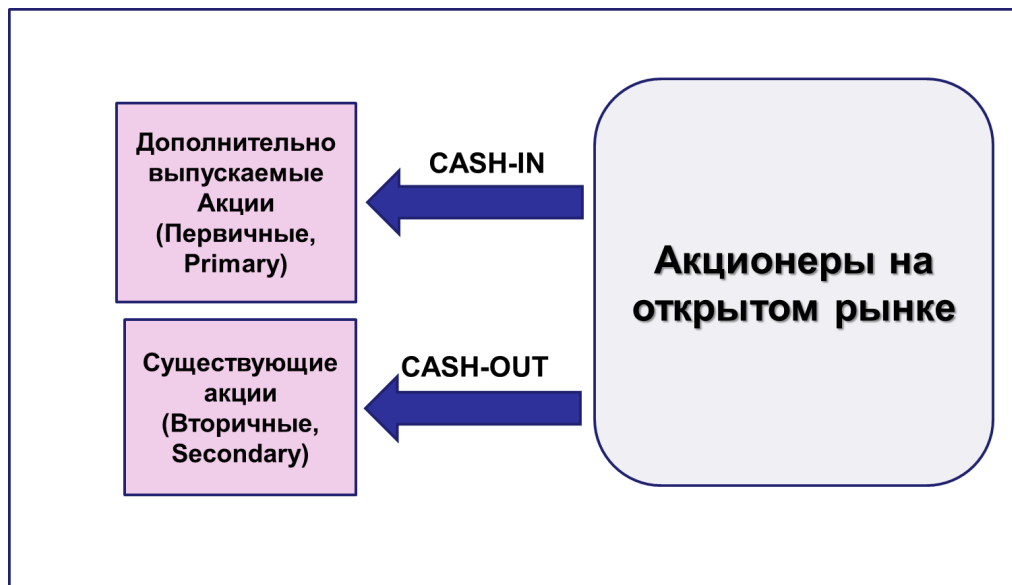 Дополнительно
выпускаемые
Акции
(Первичные,
Primary)
CASH-IN
Существующие
акции
(Вторичные,
Secondary)
CASH-OUT
Акционеры на
открытом рынке